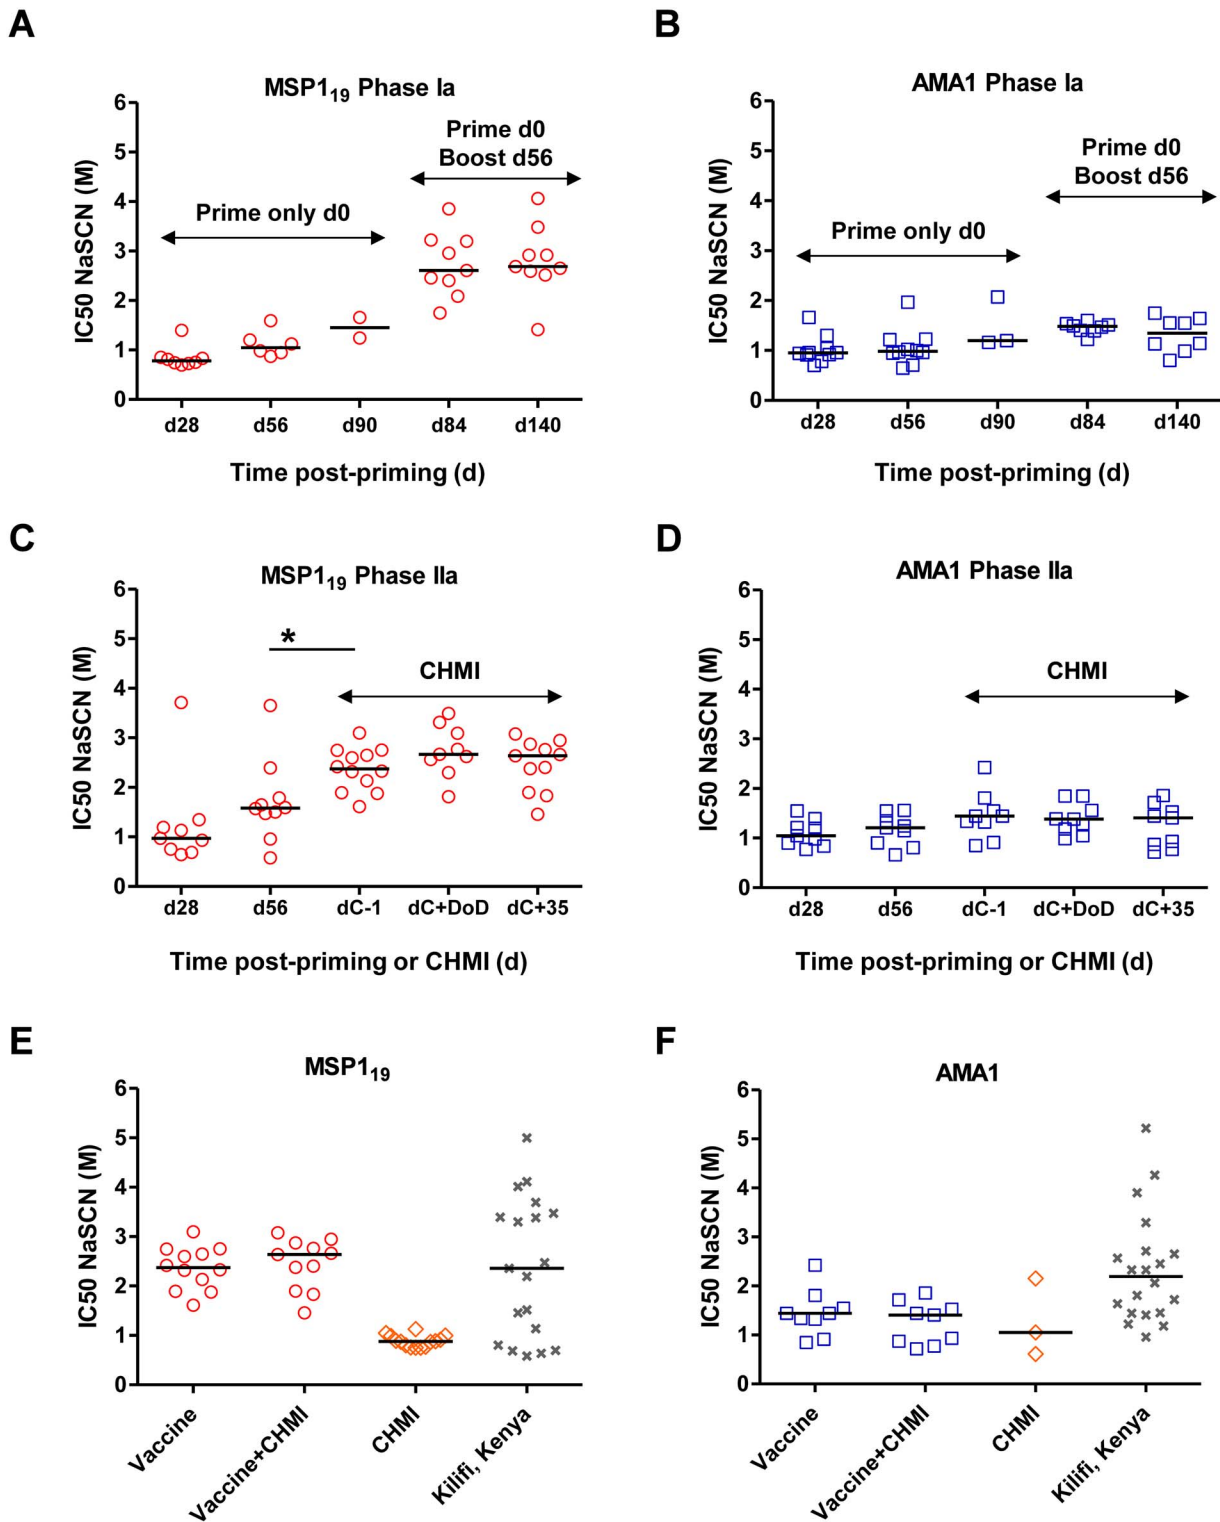 A
MSP1₁₉ Phase Ia
IC50 NaSCN (M)
6
5
4
3
2
1
0
Prime only d0
Prime d0
Boost d56
d28 d56 d90 d84 d140
Time post-priming (d)
B
AMA1 Phase Ia
IC50 NaSCN (M)
6
5
4
3
2
1
0
Prime only d0
Prime d0
Boost d56
d28 d56 d90 d84 d140
Time post-priming (d)
C
MSP1₁₉ Phase IIa
IC50 NaSCN (M)
6
5
4
3
2
1
0
*
CHMI
d28 d56 dC-1 dC+DoD dC+35
Time post-priming or CHMI (d)
D
AMA1 Phase IIa
IC50 NaSCN (M)
6
5
4
3
2
1
0
CHMI
d28 d56 dC-1 dC+DoD dC+35
Time post-priming or CHMI (d)
E
MSP1₁₉
IC50 NaSCN (M)
6
5
4
3
2
1
0
Vaccine
Vaccine+CHMI
CHMI
Kilifi, Kenya
F
AMA1
IC50 NaSCN (M)
6
5
4
3
2
1
0
Vaccine
Vaccine+CHMI
CHMI
Kilifi, Kenya